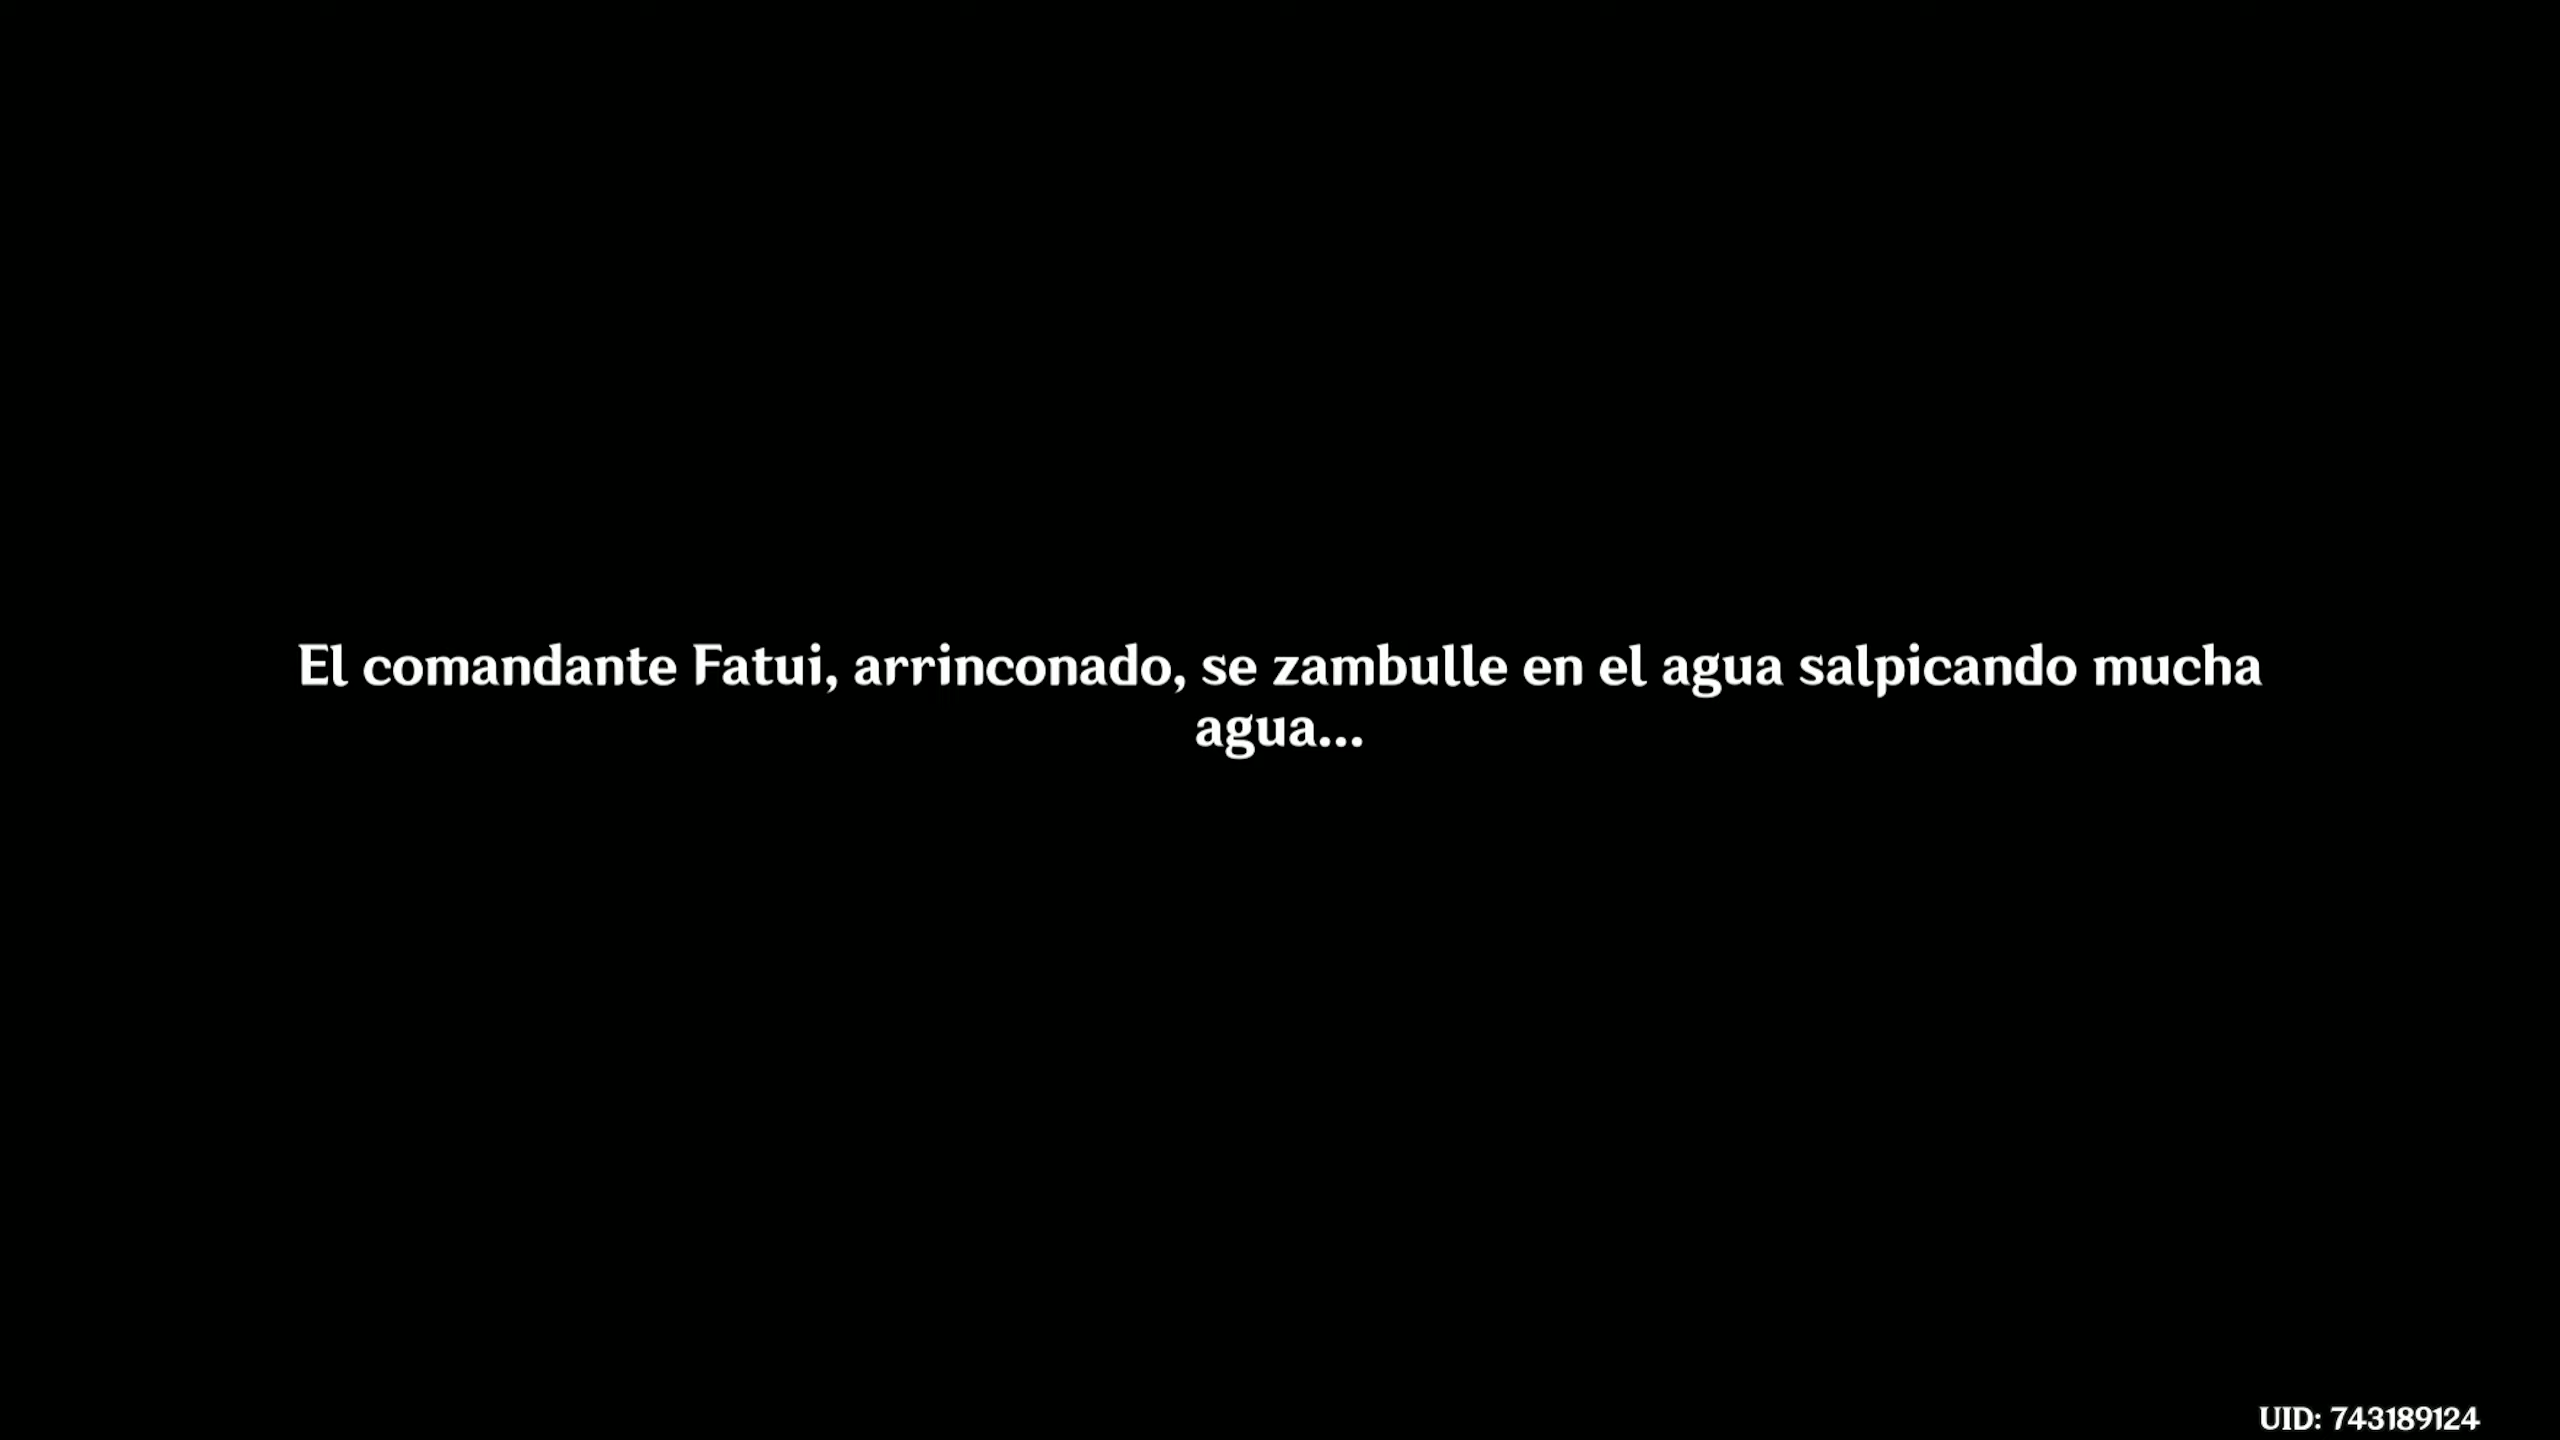 El comandante Fatui, arrinconado, se zambulle en el agua salpicando mucha
agua...
UID: 743189124